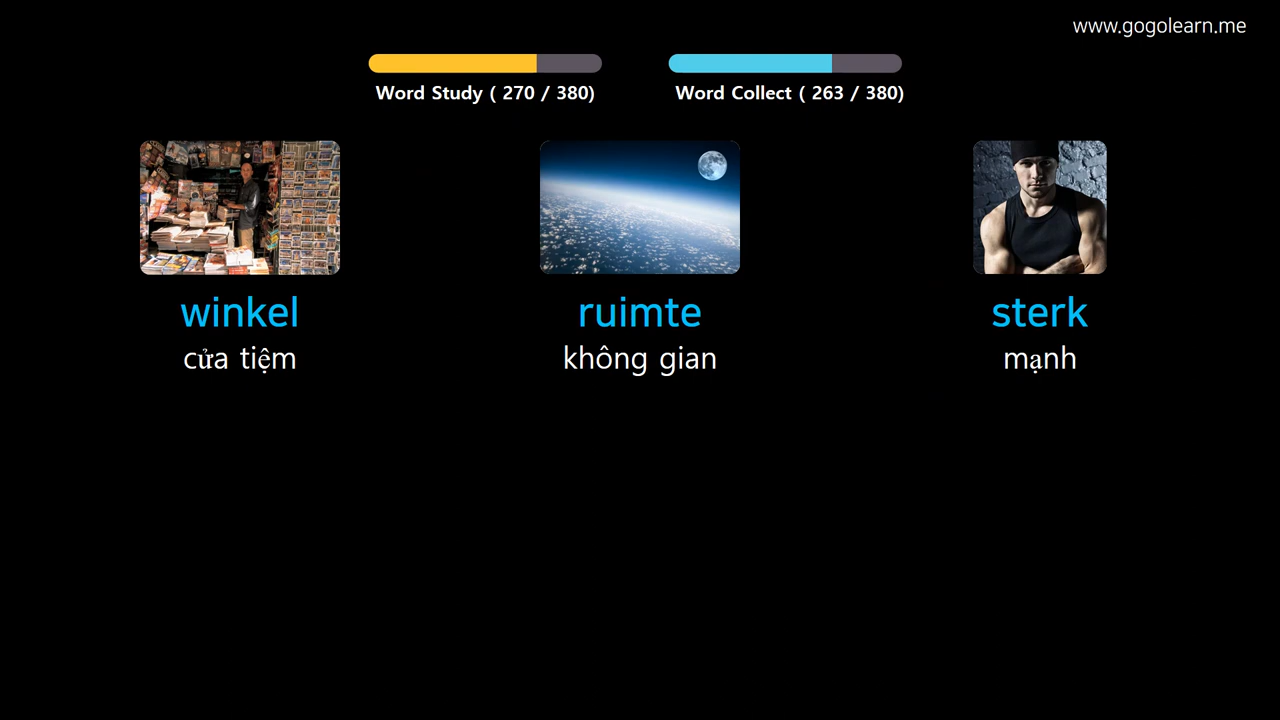 www.gogolearn.me
Word Study ( 270 / 380)
Word Collect ( 263 / 380)
winkel
cửa tiệm
ruimte
không gian
sterk
mạnh